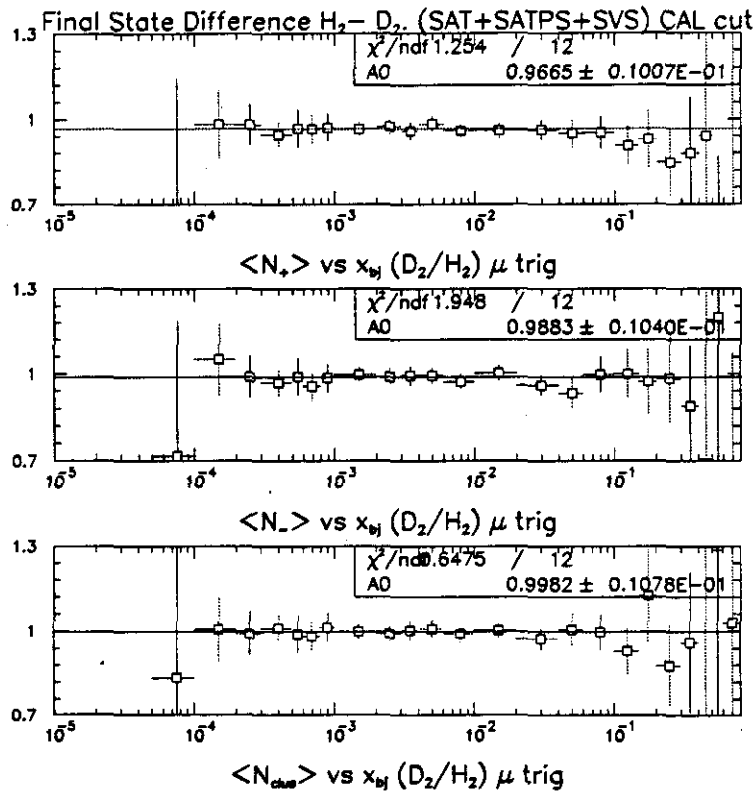 Final State Difference H₂− D₂. (SAT+SATPS+SVS) CAL cut
1.3
χ²/ndf 1.254 / 12
A0 0.9665 ± 0.1007E-01
1
0.7
10⁻⁵ 10⁻⁴ 10⁻³ 10⁻² 10⁻¹
<N₊> vs x_bj (D₂/H₂) μ trig
1.3
χ²/ndf 1.948 / 12
A0 0.9883 ± 0.1040E-01
1
0.7
10⁻⁵ 10⁻⁴ 10⁻³ 10⁻² 10⁻¹
<N₋> vs x_bj (D₂/H₂) μ trig
1.3
χ²/ndf 0.6475 / 12
A0 0.9982 ± 0.1078E-01
1
0.7
10⁻⁵ 10⁻⁴ 10⁻³ 10⁻² 10⁻¹
<N_clus> vs x_bj (D₂/H₂) μ trig